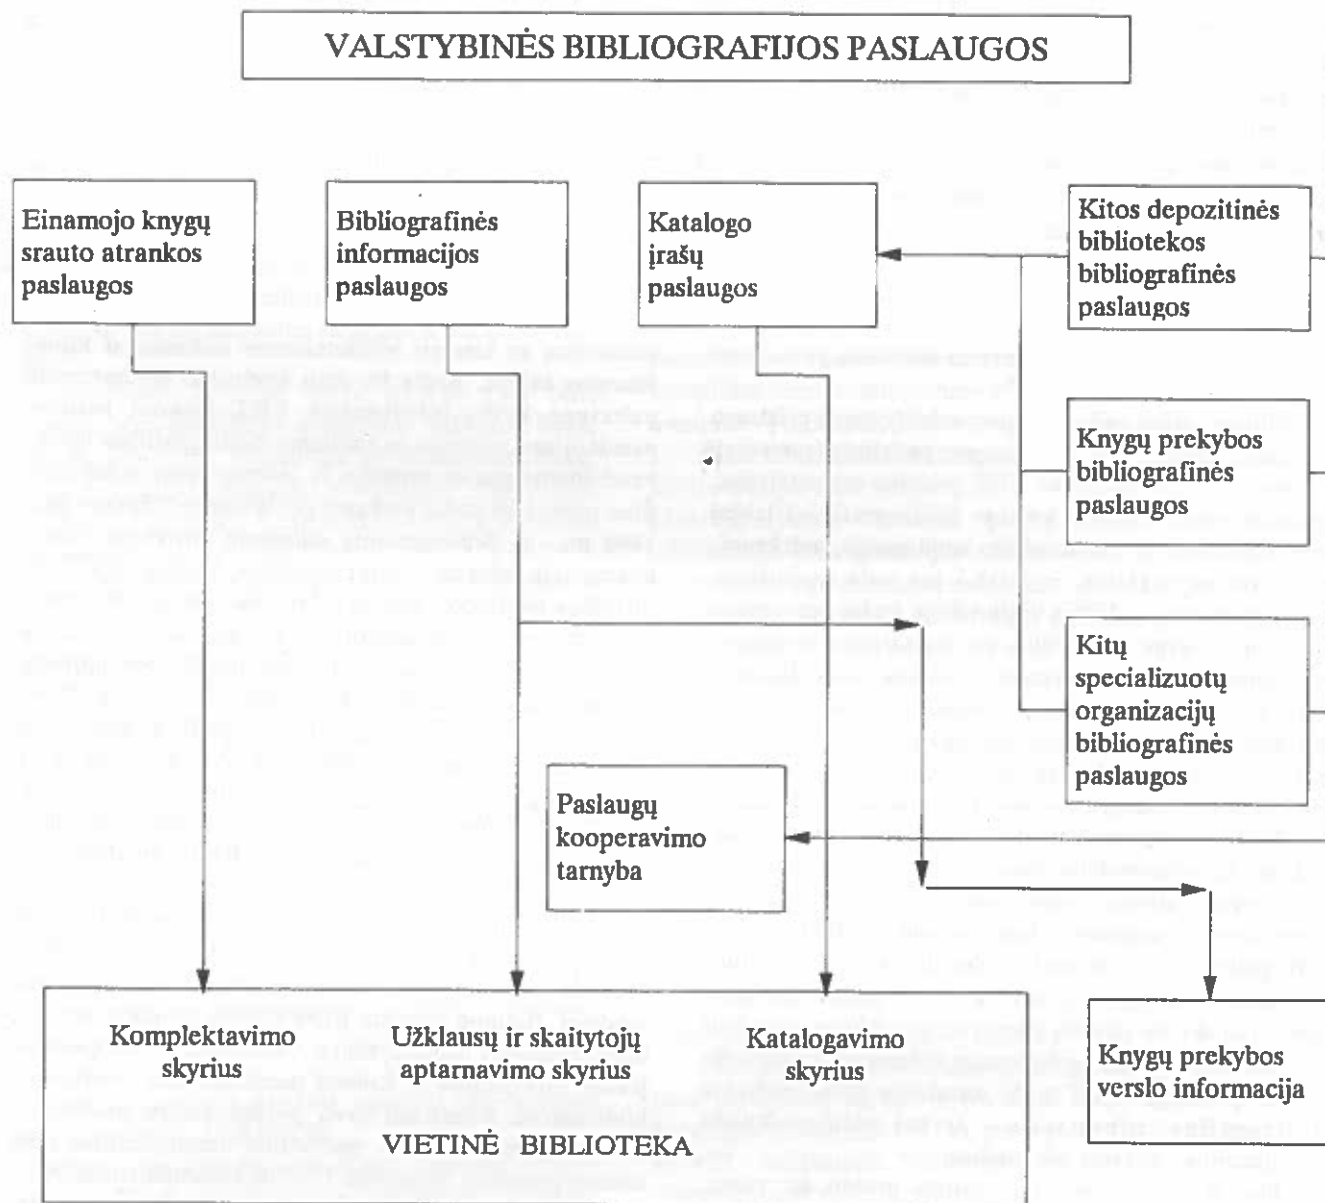 VALSTYBINĖS BIBLIOGRAFIJOS PASLAUGOS
Einamojo knygų
srauto atrankos
paslaugos
Bibliografinės
informacijos
paslaugos
Katalogo
įrašų
paslaugos
Kitos depozitinės
bibliotekos
bibliografinės
paslaugos
Knygų prekybos
bibliografinės
paslaugos
Kitų
specializuotų
organizacijų
bibliografinės
paslaugos
Paslaugų
kooperavimo
tarnyba
Komplektavimo
skyrius
Užklausų ir skaitytojų
aptarnavimo skyrius
Katalogavimo
skyrius
VIETINĖ BIBLIOTEKA
Knygų prekybos
verslo informacija